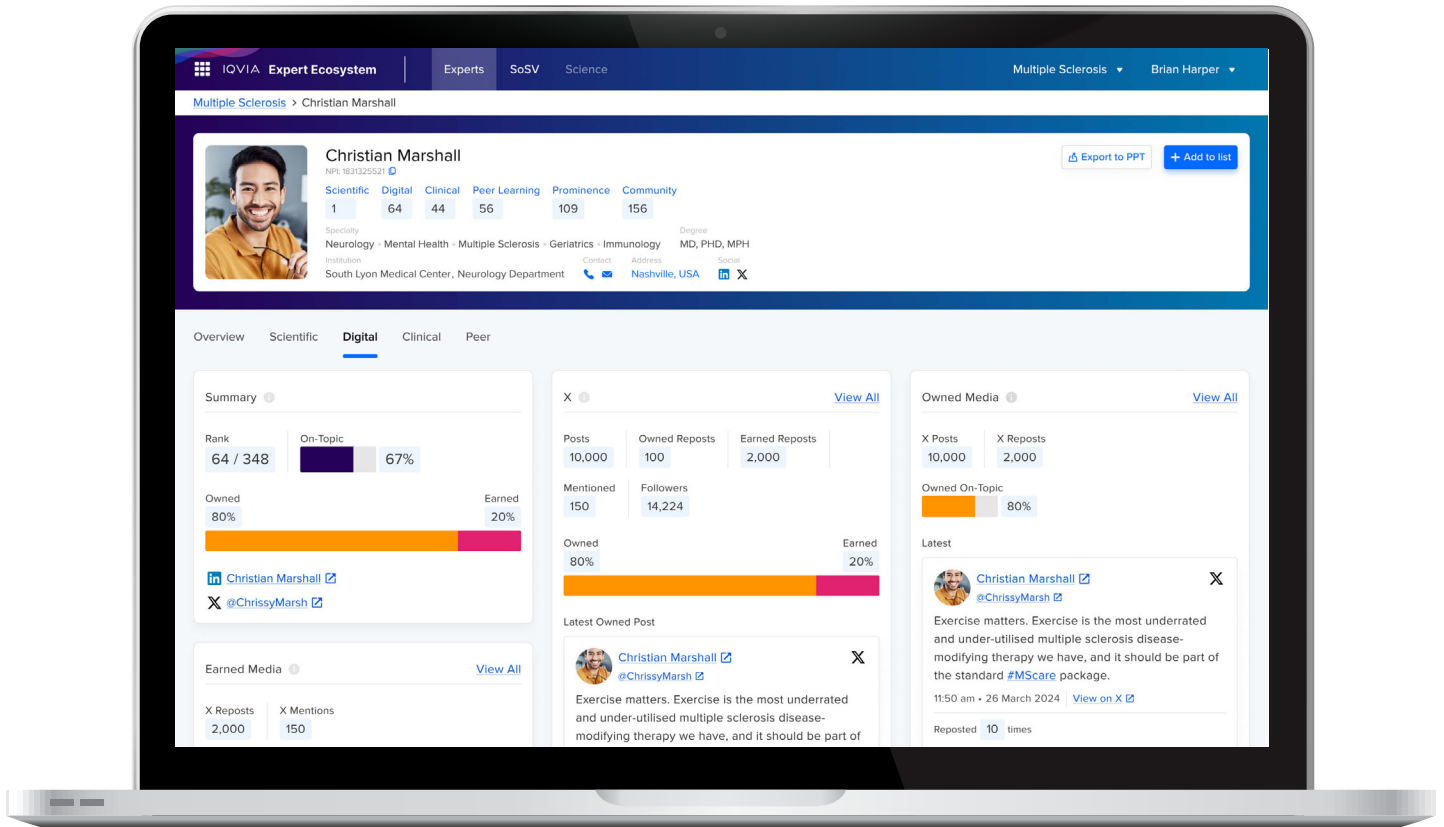 IQVIA Expert Ecosystem
Experts
SoSV
Science
Multiple Sclerosis
Brian Harper
Multiple Sclerosis > Christian Marshall
Christian Marshall
NPI: 1831325521
Export to PPT
+ Add to list
Scientific Digital Clinical Peer Learning Prominence Community
1 64 44 56 109 156
Specialty
Degree
Neurology • Mental Health • Multiple Sclerosis • Geriatrics • Immunology
MD, PHD, MPH
Institution
Contact
Address
Social
South Lyon Medical Center, Neurology Department
Nashville, USA
in X
Overview Scientific Digital Clinical Peer
Summary
Rank
On-Topic
64 / 348
67%
Owned
Earned
80%
20%
in Christian Marshall
X @ChrissyMarsh
Earned Media
View All
X Reposts
X Mentions
2,000
150
X
View All
Posts
Owned Reposts
Earned Reposts
10,000
100
2,000
Mentioned
Followers
150
14,224
Owned
Earned
80%
20%
Latest Owned Post
Christian Marshall
X
@ChrissyMarsh
Exercise matters. Exercise is the most underrated
and under-utilised multiple sclerosis disease-
modifying therapy we have, and it should be part of
Owned Media
View All
X Posts
X Reposts
10,000
2,000
Owned On-Topic
80%
Latest
Christian Marshall
X
@ChrissyMarsh
Exercise matters. Exercise is the most underrated
and under-utilised multiple sclerosis disease-
modifying therapy we have, and it should be part of
the standard #MScare package.
11:50 am • 26 March 2024
View on X
Reposted 10 times